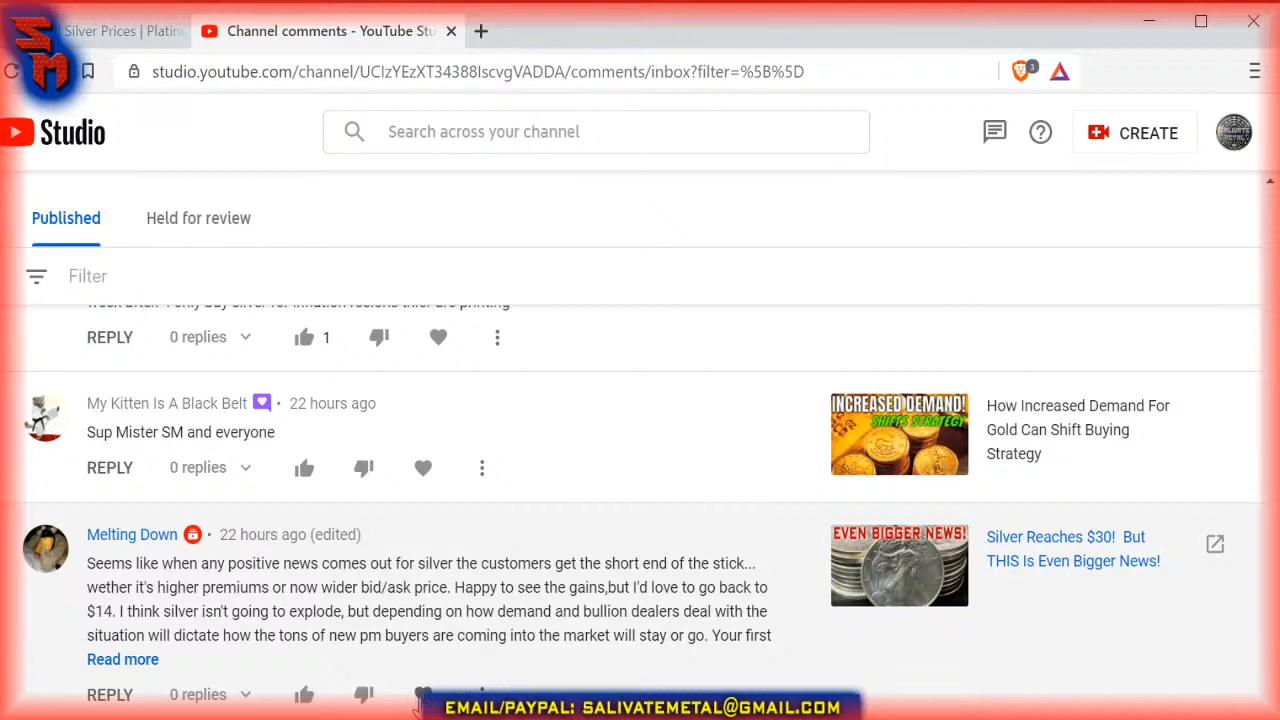 SM
Silver Prices | Platin
Channel comments - YouTube Stu
studio.youtube.com/channel/UCIzYEzXT34388IscvgVADDA/comments/inbox?filter=%5B%5D
3
Studio
Search across your channel
CREATE
SALIVATE
METAL
Published
Held for review
Filter
REPLY 0 replies 1
My Kitten Is A Black Belt • 22 hours ago
Sup Mister SM and everyone
REPLY 0 replies
INCREASED DEMAND!
SHIFTS STRATEGY
How Increased Demand For
Gold Can Shift Buying
Strategy
Melting Down • 22 hours ago (edited)
Seems like when any positive news comes out for silver the customers get the short end of the stick...
wether it's higher premiums or now wider bid/ask price. Happy to see the gains,but I'd love to go back to
$14. I think silver isn't going to explode, but depending on how demand and bullion dealers deal with the
situation will dictate how the tons of new pm buyers are coming into the market will stay or go. Your first
Read more
REPLY 0 replies
EVEN BIGGER NEWS!
Silver Reaches $30! But
THIS Is Even Bigger News!
EMAIL/PAYPAL: SALIVATEMETAL@GMAIL.COM